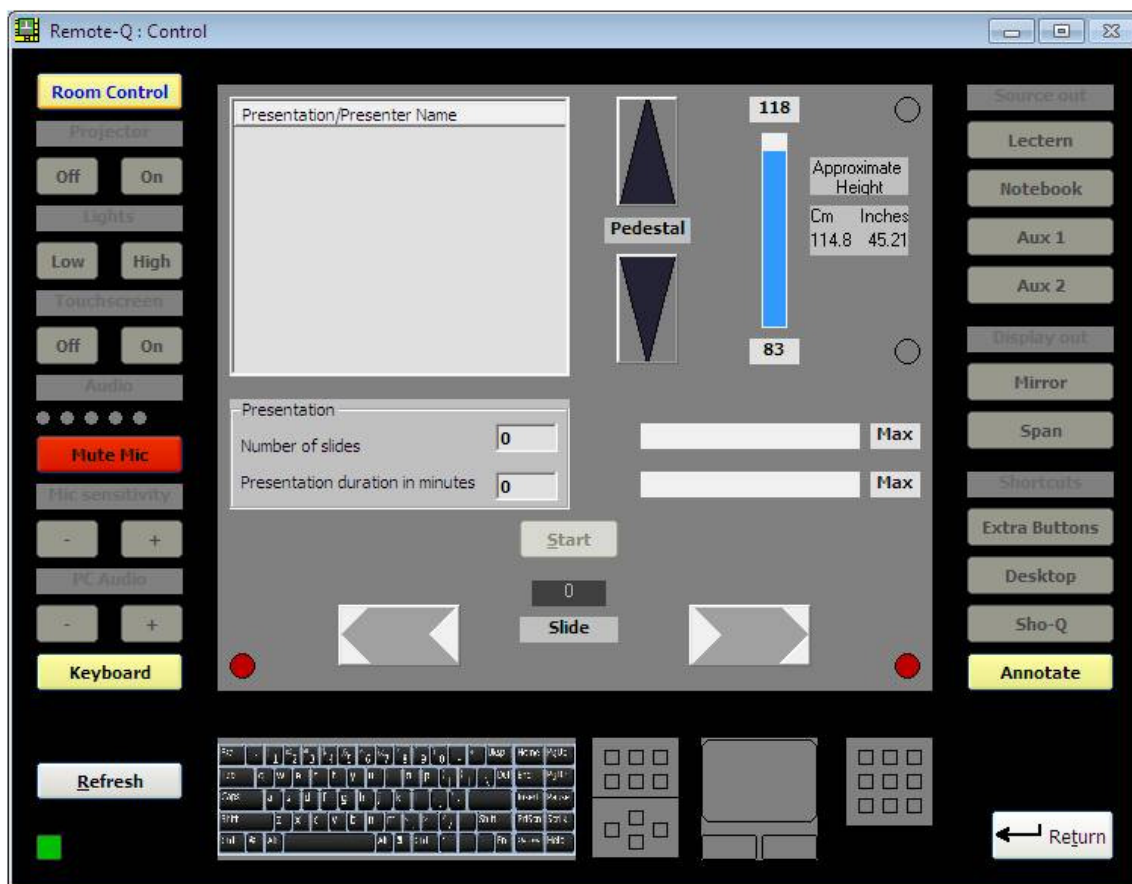 Remote-Q : Control
Room Control
Projector
Off On
Lights
Low High
Touchscreen
Off On
Audio
Mute Mic
Mic sensitivity
- +
PC Audio
- +
Keyboard
Refresh
Presentation/Presenter Name
Pedestal
118
83
Approximate
Height
Cm Inches
114.8 45.21
Presentation
Number of slides 0
Presentation duration in minutes 0
Max
Max
Start
0
Slide
Source out
Lectern
Notebook
Aux 1
Aux 2
Display out
Mirror
Span
Shortcuts
Extra Buttons
Desktop
Sho-Q
Annotate
Return